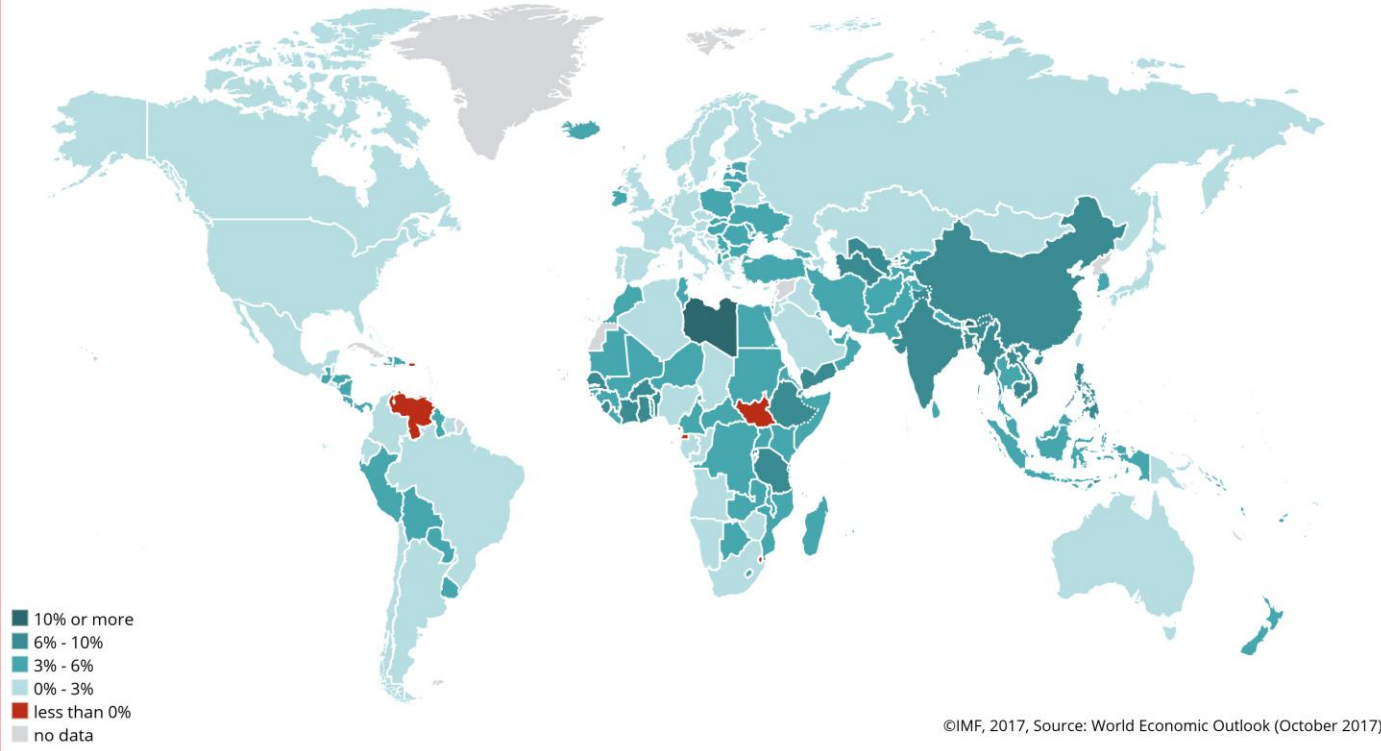 10% or more
6% - 10%
3% - 6%
0% - 3%
less than 0%
no data
©IMF, 2017, Source: World Economic Outlook (October 2017)